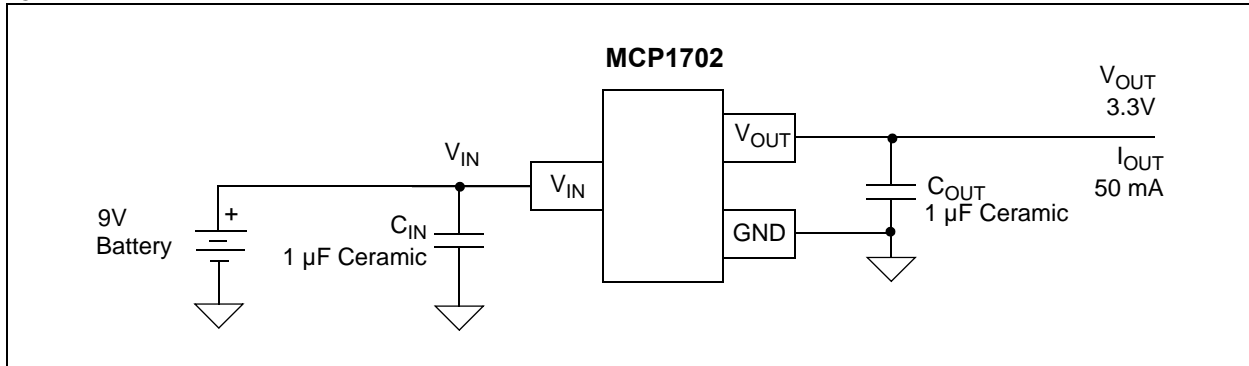 MCP1702
V_OUT
3.3V
V_IN
V_IN
V_OUT
I_OUT
50 mA
9V
Battery
+
C_IN
1 µF Ceramic
GND
C_OUT
1 µF Ceramic